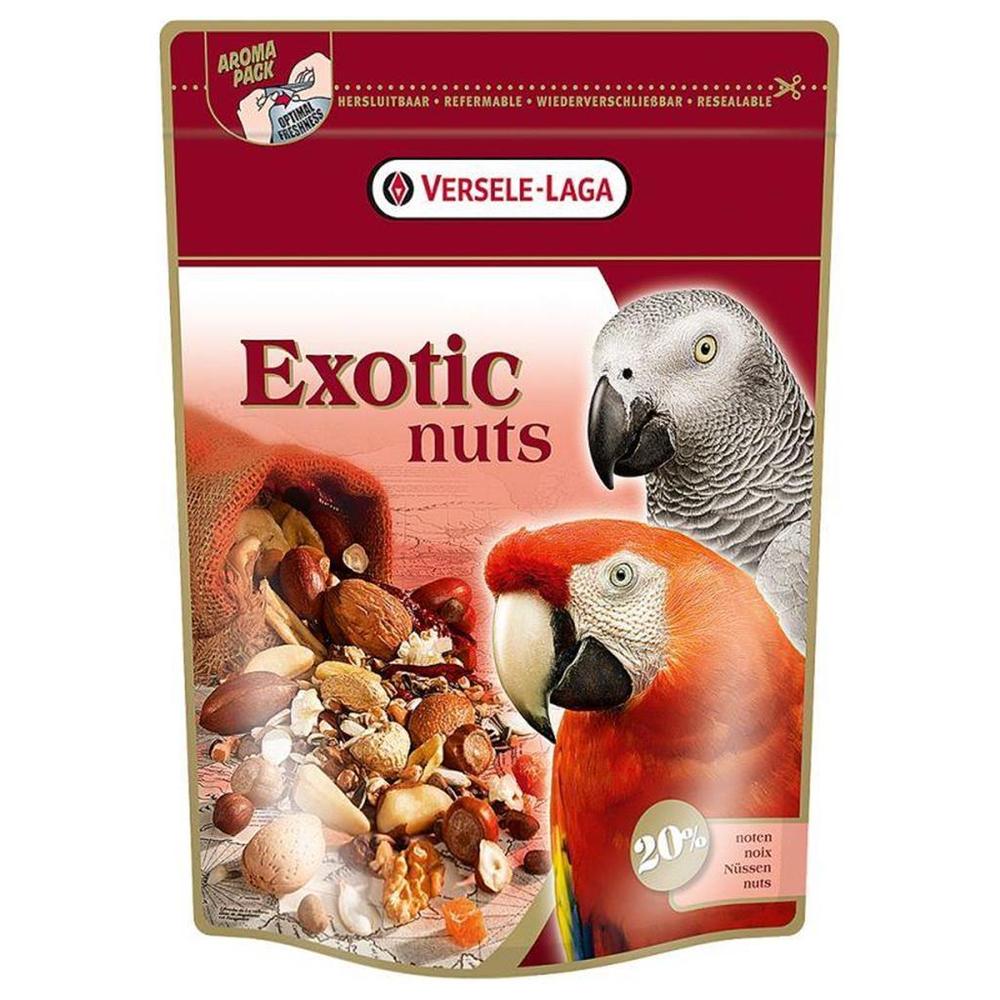 AROMA
PACK
OPTIMAL
FRESHNESS
HERSLUITBAAR • REFERMABLE • WIEDERVERSCHLIEßBAR • RESEALABLE
VERSELE-LAGA
Exotic
nuts
20%
noten
noix
Nüssen
nuts